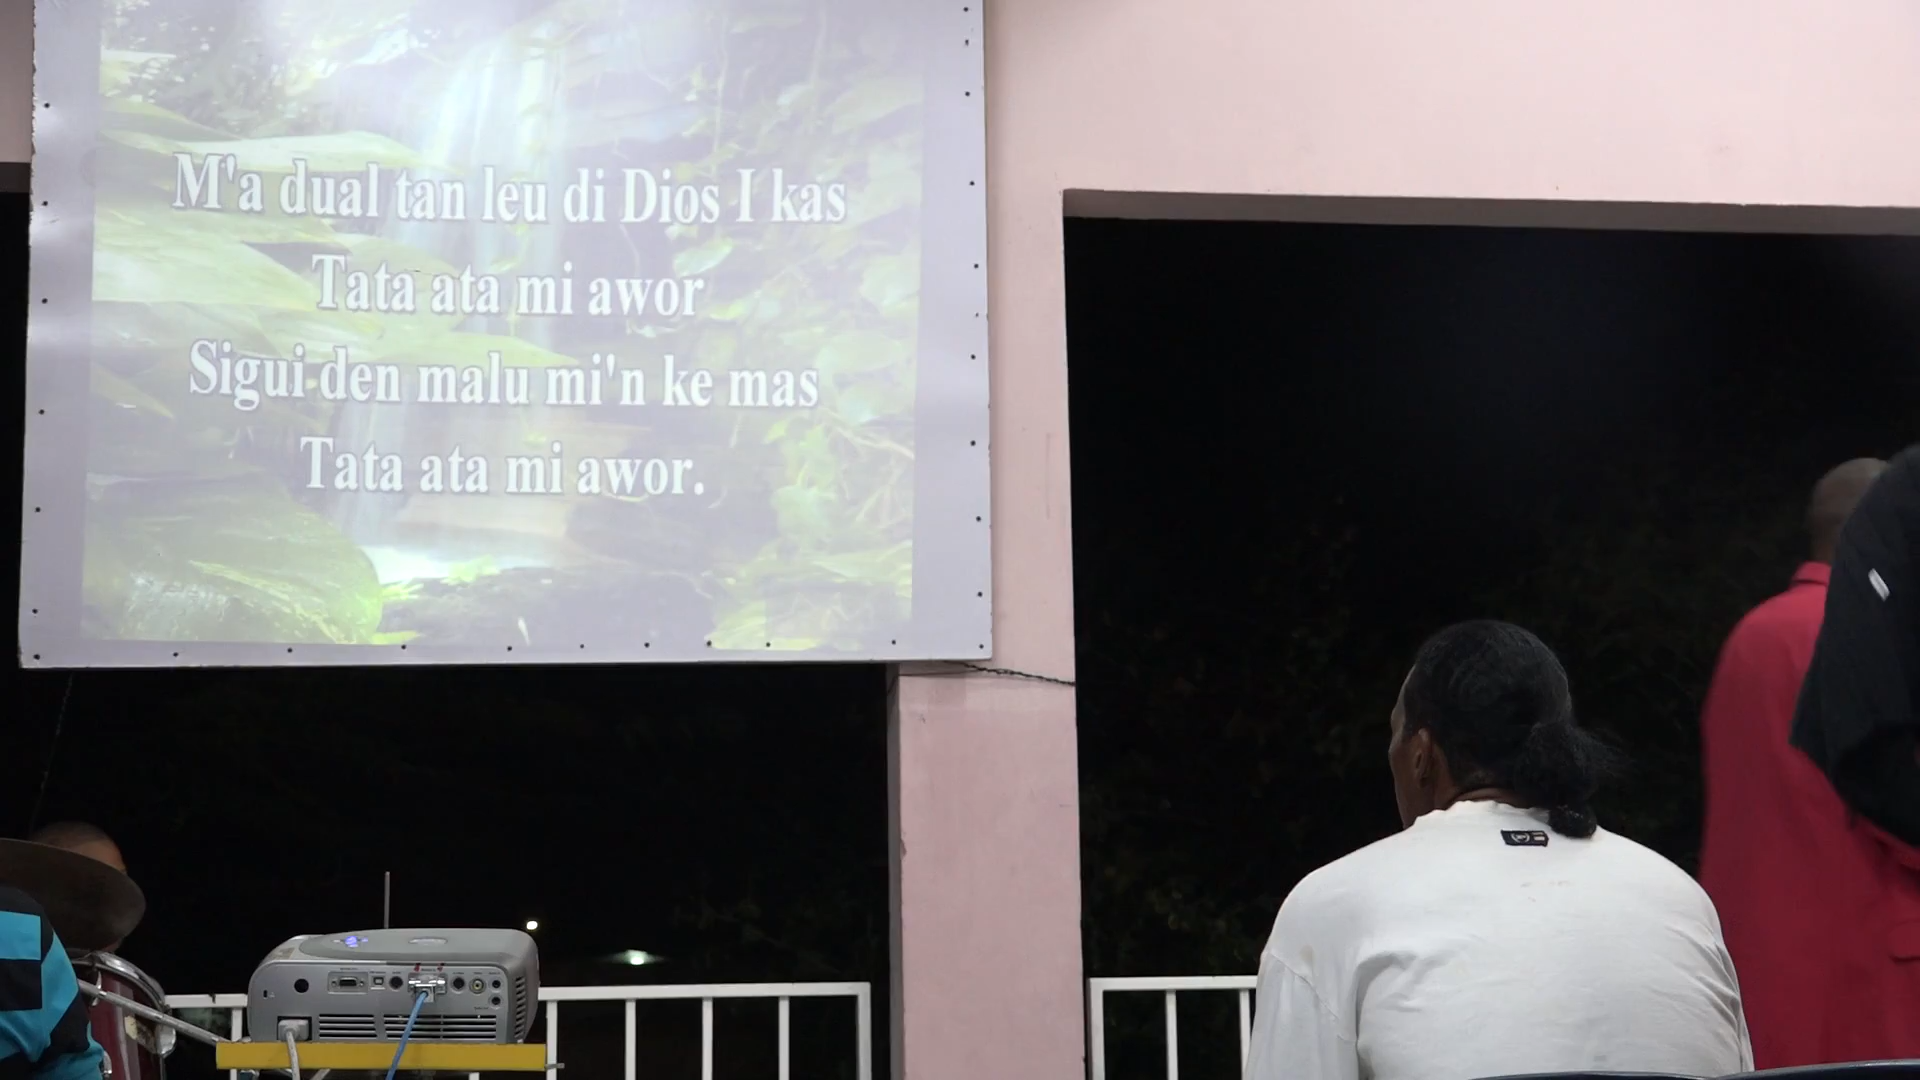 M'a dual tan leu di Dios I kas
Tata ata mi awor
Sigui den malu mi'n ke mas
Tata ata mi awor.